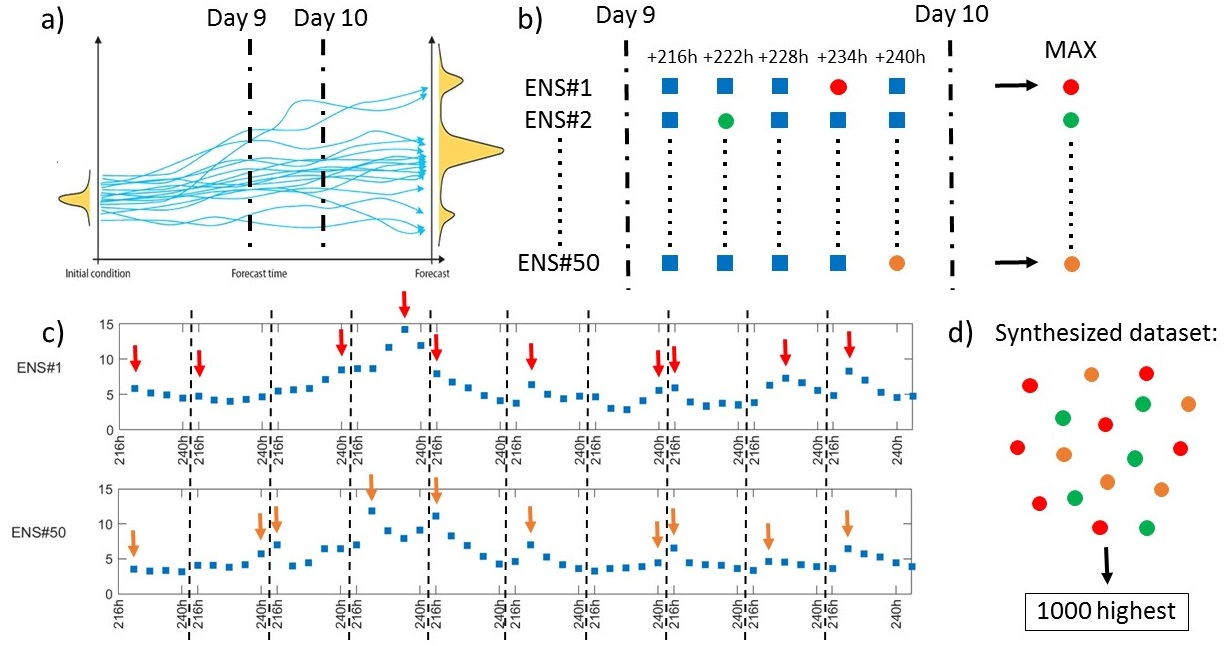 a)
Day 9 Day 10
Initial condition
Forecast time
Forecast
b)
Day 9
Day 10
+216h +222h +228h +234h +240h
MAX
ENS#1
ENS#2
ENS#50
c)
ENS#1
15
10
5
0
216h 240h 216h 240h 216h 240h 216h 240h 216h 240h 216h 240h 216h 240h 216h 240h 216h 240h 216h 240h
ENS#50
15
10
5
0
216h 240h 216h 240h 216h 240h 216h 240h 216h 240h 216h 240h 216h 240h 216h 240h 216h 240h 216h 240h
d) Synthesized dataset:
1000 highest